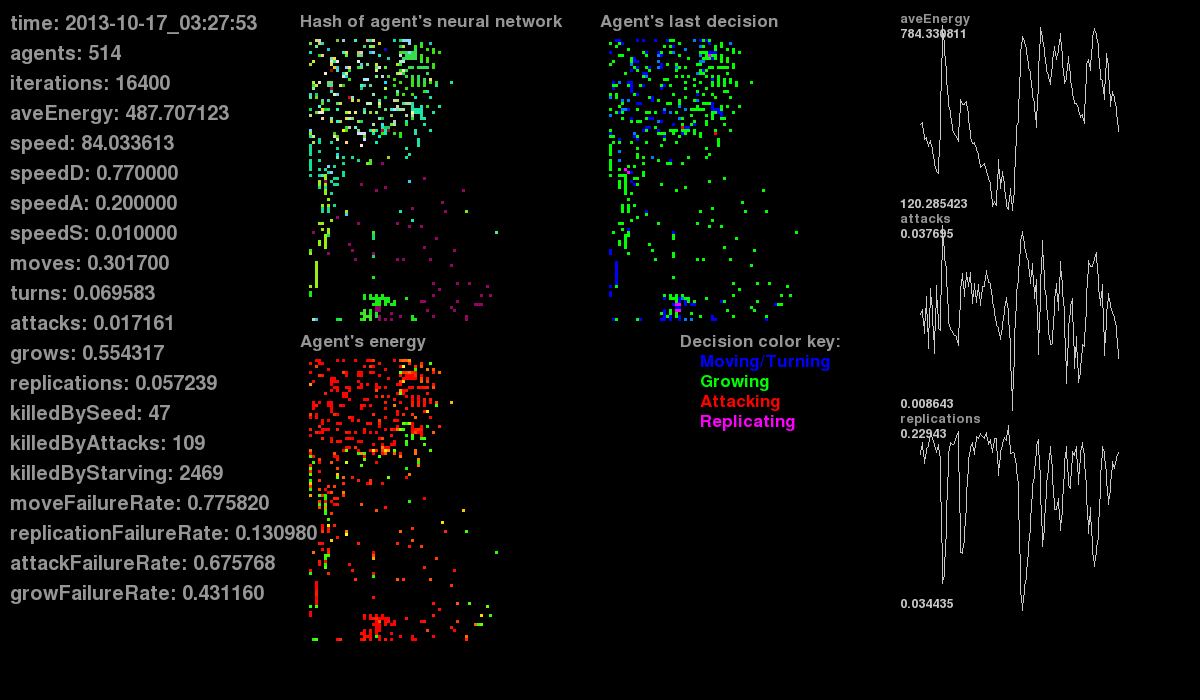 time: 2013-10-17_03:27:53
agents: 514
iterations: 16400
aveEnergy: 487.707123
speed: 84.033613
speedD: 0.770000
speedA: 0.200000
speedS: 0.010000
moves: 0.301700
turns: 0.069583
attacks: 0.017161
grows: 0.554317
replications: 0.057239
killedBySeed: 47
killedByAttacks: 109
killedByStarving: 2469
moveFailureRate: 0.775820
replicationFailureRate: 0.130980
attackFailureRate: 0.675768
growFailureRate: 0.431160
Hash of agent's neural network
Agent's last decision
Agent's energy
Decision color key:
Moving/Turning
Growing
Attacking
Replicating
aveEnergy
784.330811
120.285423
attacks
0.037695
0.008643
replications
0.22943
0.034435